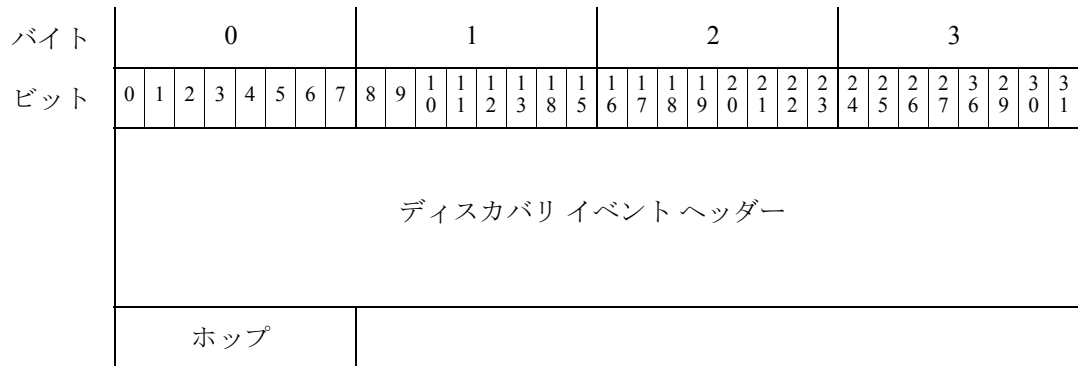 バイト 0 1 2 3
ビット 0 1 2 3 4 5 6 7 8 9 10 11 12 13 18 15 16 17 18 19 20 21 22 23 24 25 26 27 36 29 30 31
ディスカバリ イベント ヘッダー
ホップ